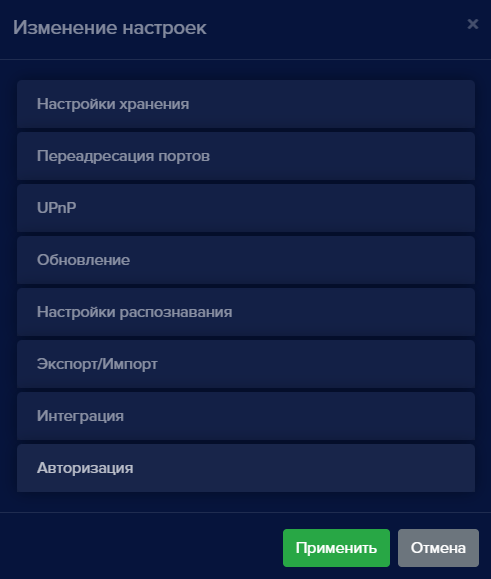 Изменение настроек
×
Настройки хранения
Переадресация портов
UPnP
Обновление
Настройки распознавания
Экспорт/Импорт
Интеграция
Авторизация
Применить
Отмена